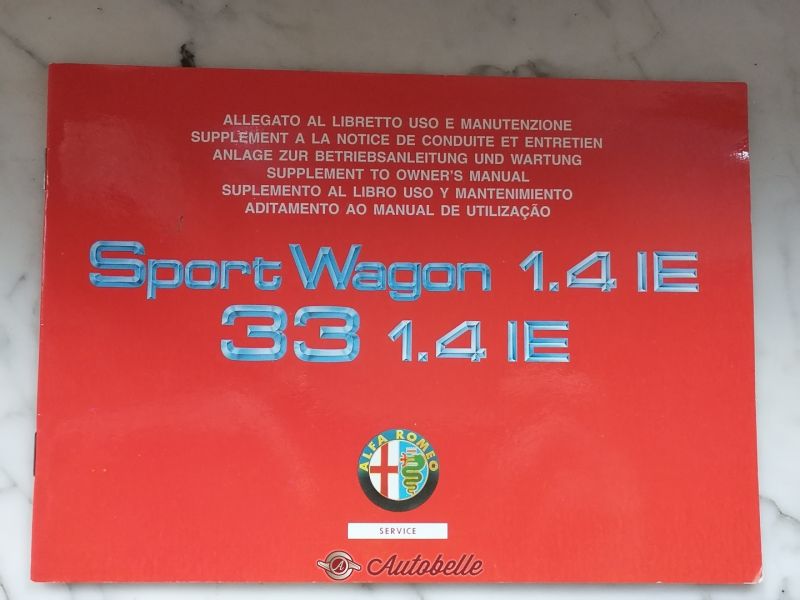 ALLEGATO AL LIBRETTO USO E MANUTENZIONE
SUPPLEMENT A LA NOTICE DE CONDUITE ET ENTRETIEN
ANLAGE ZUR BETRIEBSANLEITUNG UND WARTUNG
SUPPLEMENT TO OWNER'S MANUAL
SUPLEMENTO AL LIBRO USO Y MANTENIMIENTO
ADITAMENTO AO MANUAL DE UTILIZAÇÃO
Sport Wagon 1.4 IE
33 1.4 IE
ALFA ROMEO
SERVICE
A Autobelle